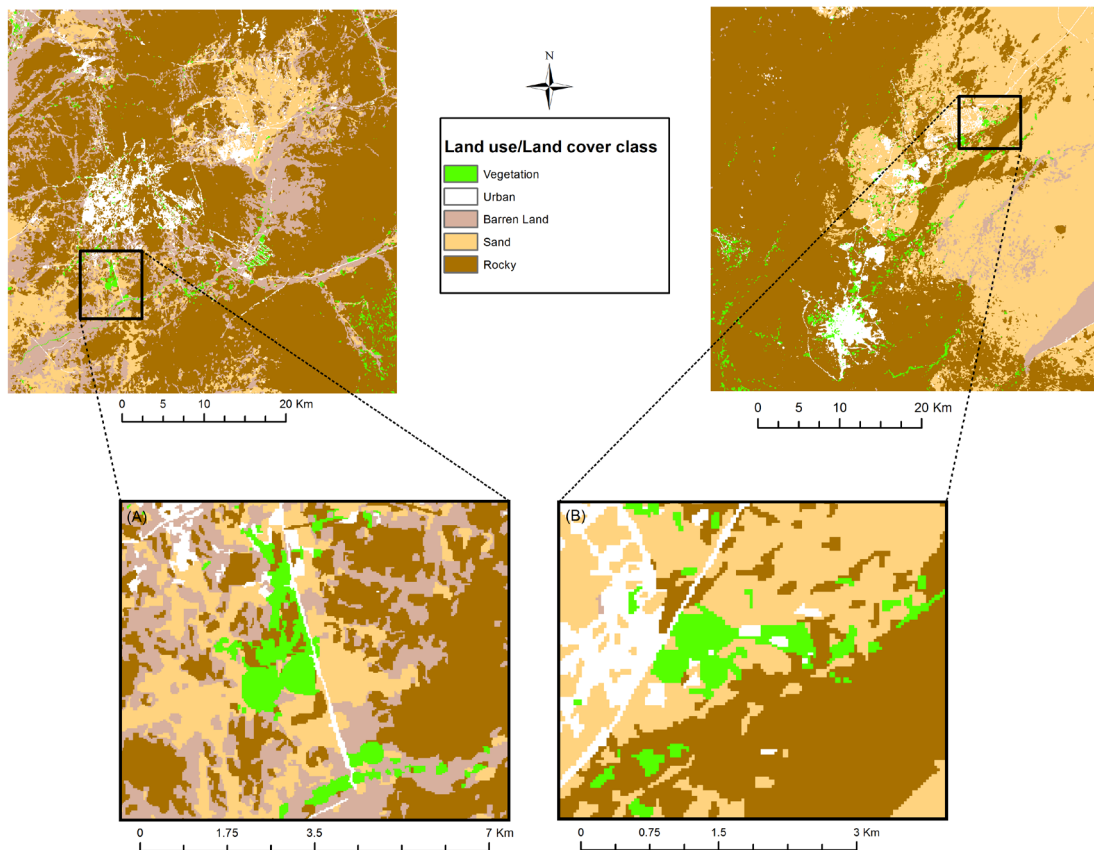 N
Land use/Land cover class
Vegetation
Urban
Barren Land
Sand
Rocky
0 5 10 20 Km
0 5 10 20 Km
(A)
(B)
0 1.75 3.5 7 Km
0 0.75 1.5 3 Km